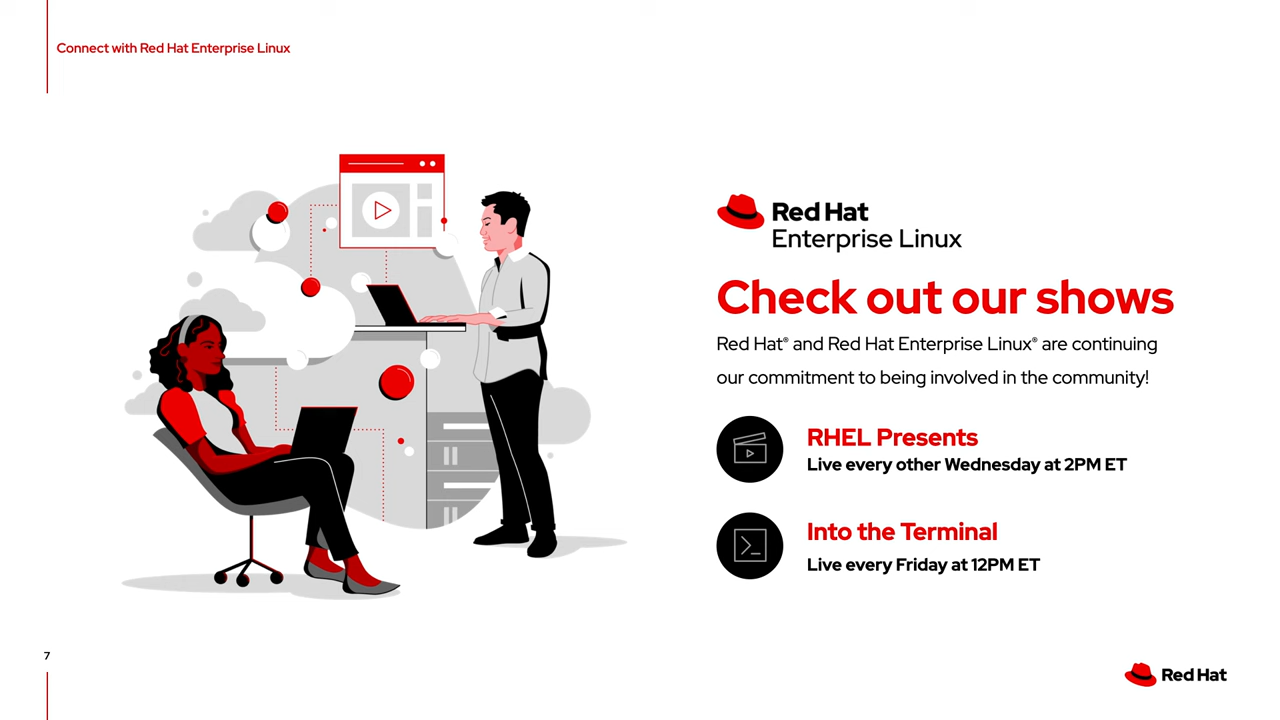 Connect with Red Hat Enterprise Linux
Red Hat
Enterprise Linux
Check out our shows
Red Hat® and Red Hat Enterprise Linux® are continuing
our commitment to being involved in the community!
RHEL Presents
Live every other Wednesday at 2PM ET
Into the Terminal
Live every Friday at 12PM ET
7
Red Hat